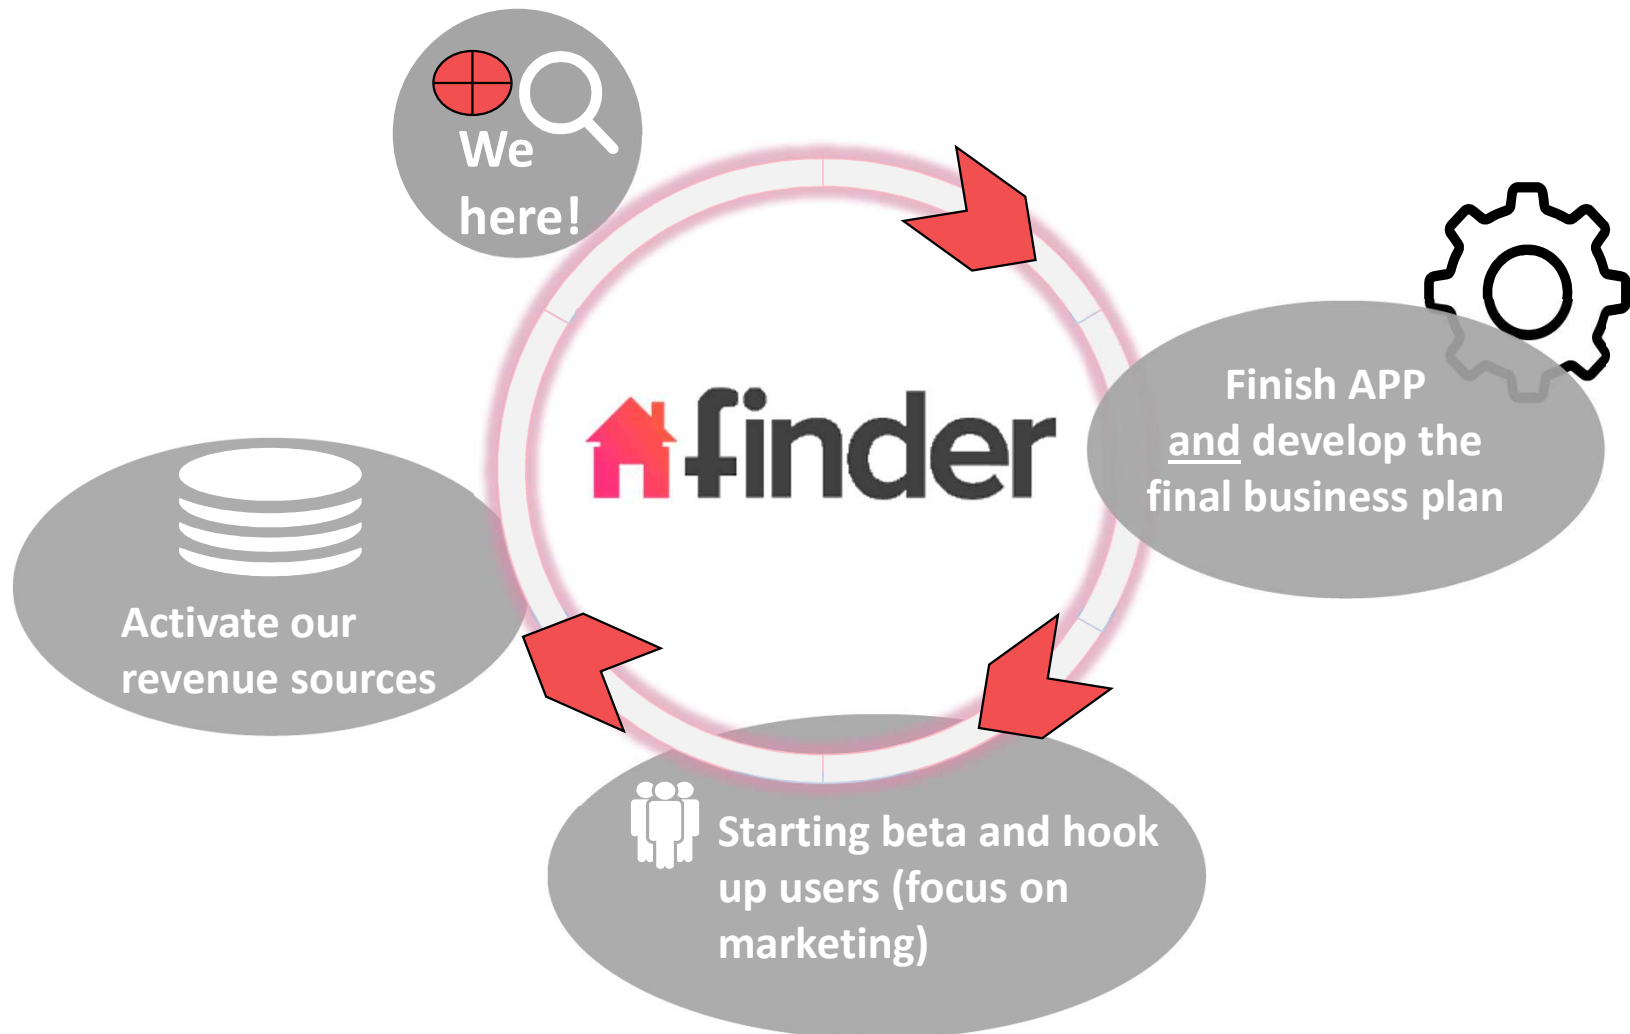 We
here!
finder
Finish APP
and develop the
final business plan
Activate our
revenue sources
Starting beta and hook
up users (focus on
marketing)